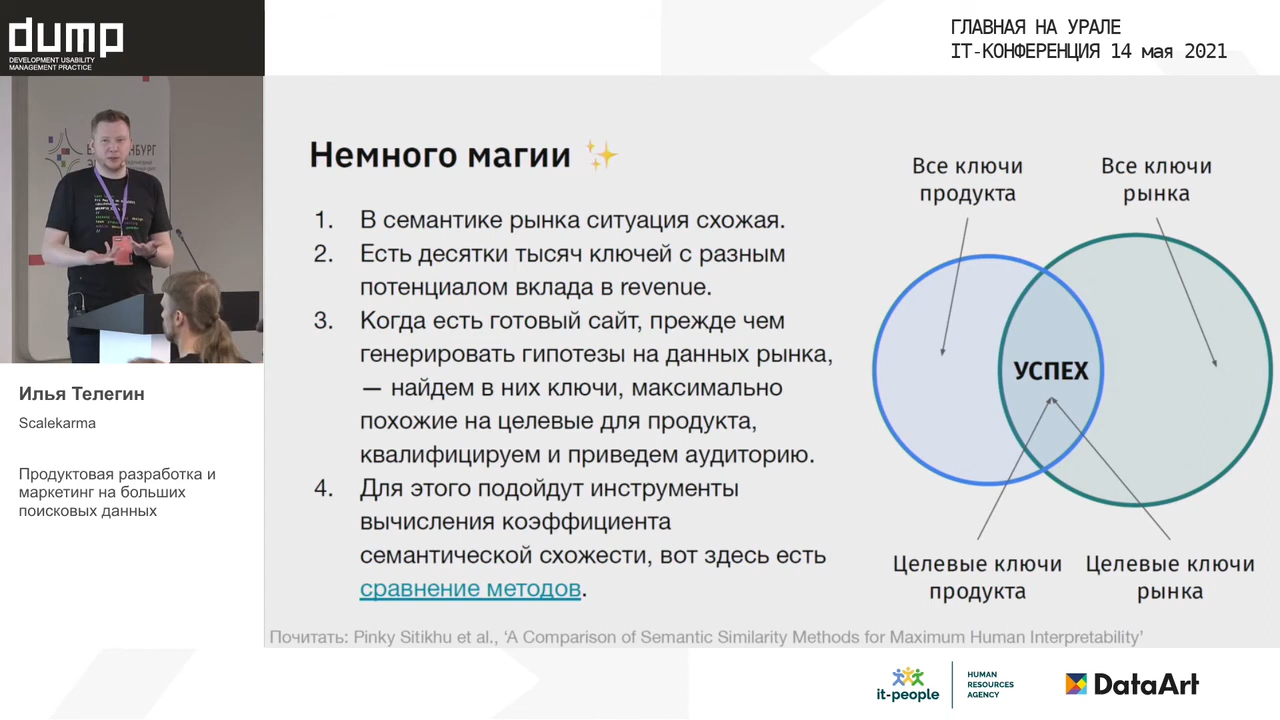 dump
DEVELOPMENT USABILITY
MANAGEMENT PRACTICE
ГЛАВНАЯ НА УРАЛЕ
IT-КОНФЕРЕНЦИЯ 14 мая 2021
Илья Телегин
Scalekarma
Продуктовая разработка и
маркетинг на больших
поисковых данных
Немного магии
1. В семантике рынка ситуация схожая.
2. Есть десятки тысяч ключей с разным
потенциалом вклада в revenue.
3. Когда есть готовый сайт, прежде чем
генерировать гипотезы на данных рынка,
— найдем в них ключи, максимально
похожие на целевые для продукта,
квалифицируем и приведем аудиторию.
4. Для этого подойдут инструменты
вычисления коэффициента
семантической схожести, вот здесь есть
сравнение методов.
Все ключи
продукта
Все ключи
рынка
УСПЕХ
Целевые ключи
продукта
Целевые ключи
рынка
Почитать: Pinky Sitikhu et al., ‘A Comparison of Semantic Similarity Methods for Maximum Human Interpretability’
it-people
HUMAN
RESOURCES
AGENCY
DataArt